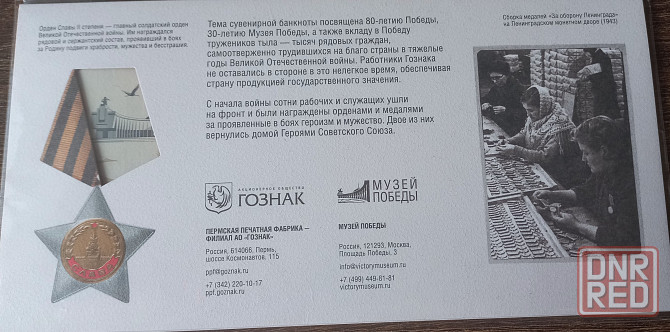 Орден Славы II степени — главный солдатский орден
Великой Отечественной войны. Им награждался
рядовой и сержантский состав, проявивший в боях
за Родину подвиги храбрости, мужества и бесстрашия.
Тема сувенирной банкноты посвящена 80-летию Победы,
30-летию Музея Победы, а также вкладу в Победу
тружеников тыла — тысяч рядовых граждан,
самоотверженно трудившихся на благо страны в тяжелые
годы Великой Отечественной войны. Работники Гознака
не оставались в стороне в это нелегкое время, обеспечивая
страну продукцией государственного значения.
С начала войны сотни рабочих и служащих ушли
на фронт и были награждены орденами и медалями
за проявленные в боях героизм и мужество. Двое из них
вернулись домой Героями Советского Союза.
АКЦИОНЕРНОЕ ОБЩЕСТВО
ГОЗНАК
ПЕРМСКАЯ ПЕЧАТНАЯ ФАБРИКА —
ФИЛИАЛ АО «ГОЗНАК»
Россия, 614066, Пермь,
шоссе Космонавтов, 115
ppf@goznak.ru
+7 (342) 220-10-17
ppf.goznak.ru
МУЗЕЙ
ПОБЕДЫ
МУЗЕЙ ПОБЕДЫ
Россия, 121293, Москва,
Площадь Победы, 3
info@victorymuseum.ru
+7 (499) 449-81-81
victorymuseum.ru
Сборка медалей «За оборону Ленинграда»
на Ленинградском монетном дворе (1943)
DNR
RED